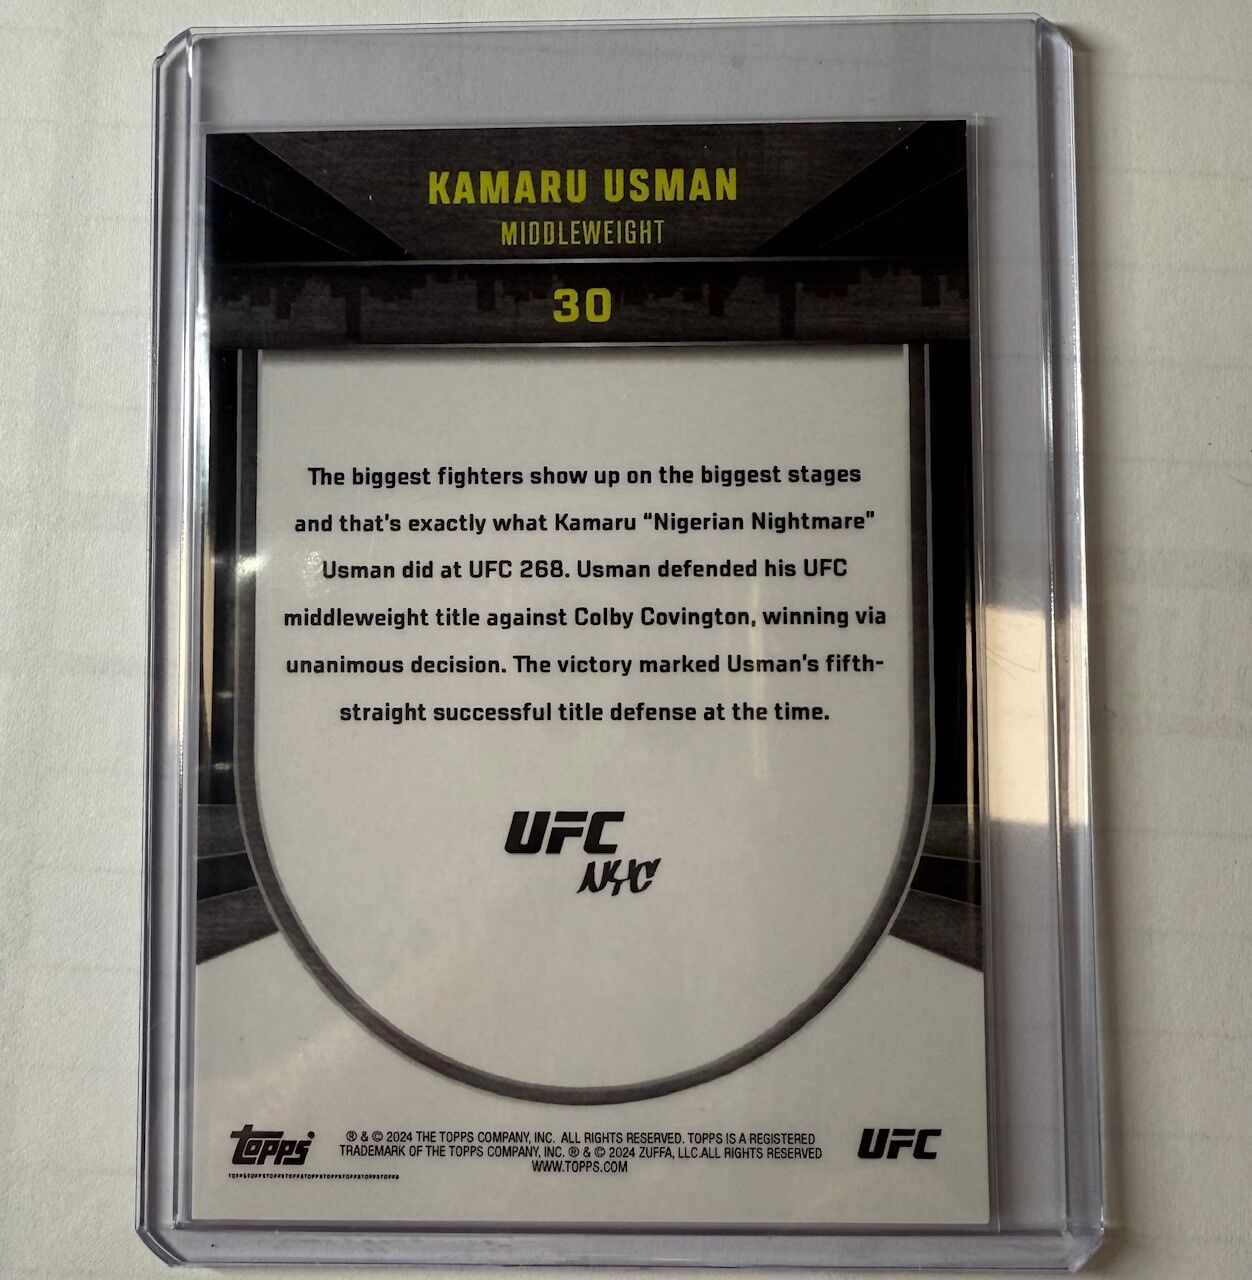 KAMARU USMAN
MIDDLEWEIGHT
30
The biggest fighters show up on the biggest stages
and that's exactly what Kamaru “Nigerian Nightmare”
Usman did at UFC 268. Usman defended his UFC
middleweight title against Colby Covington, winning via
unanimous decision. The victory marked Usman's fifth-
straight successful title defense at the time.
UFC
NYC
topps
® & © 2024 THE TOPPS COMPANY, INC. ALL RIGHTS RESERVED. TOPPS IS A REGISTERED
TRADEMARK OF THE TOPPS COMPANY, INC. ® & © 2024 ZUFFA, LLC.ALL RIGHTS RESERVED
WWW.TOPPS.COM
UFC
TOPPSTOPPSTOPPSTOPPSTOPPSTOPPSTOPPSTOPPSTOPPS